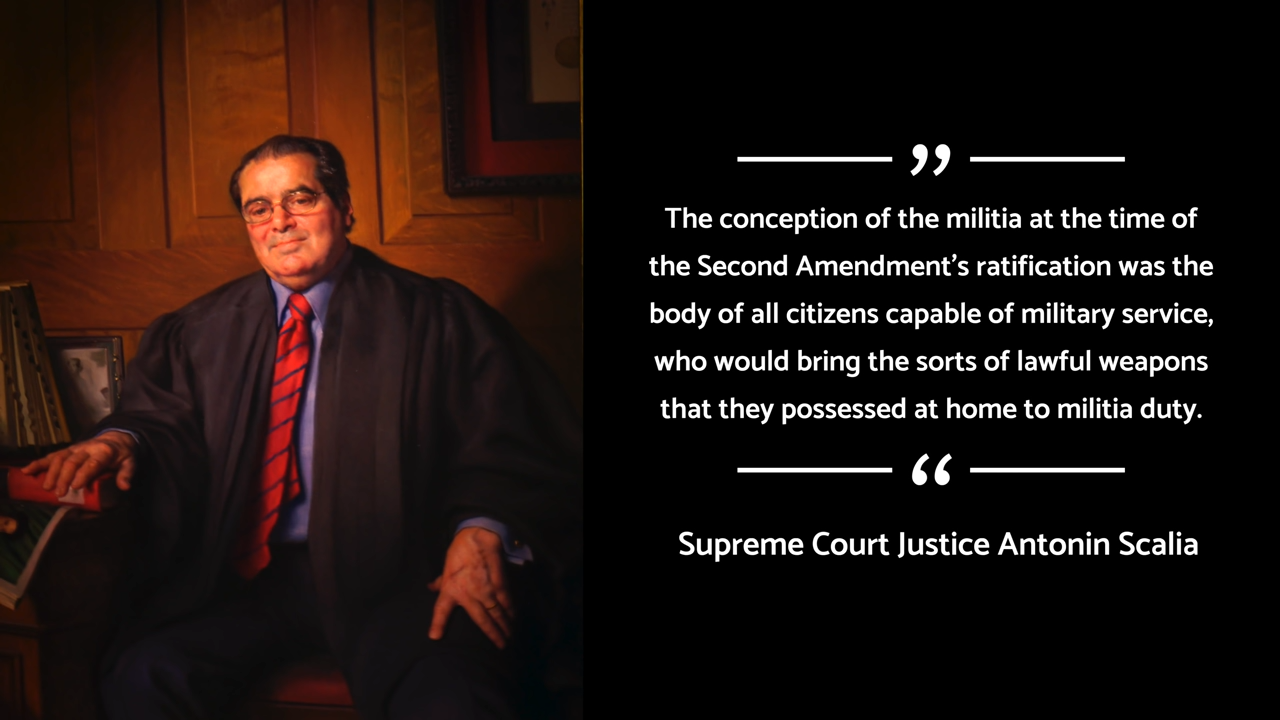 ”
The conception of the militia at the time of
the Second Amendment’s ratification was the
body of all citizens capable of military service,
who would bring the sorts of lawful weapons
that they possessed at home to militia duty.
“
Supreme Court Justice Antonin Scalia